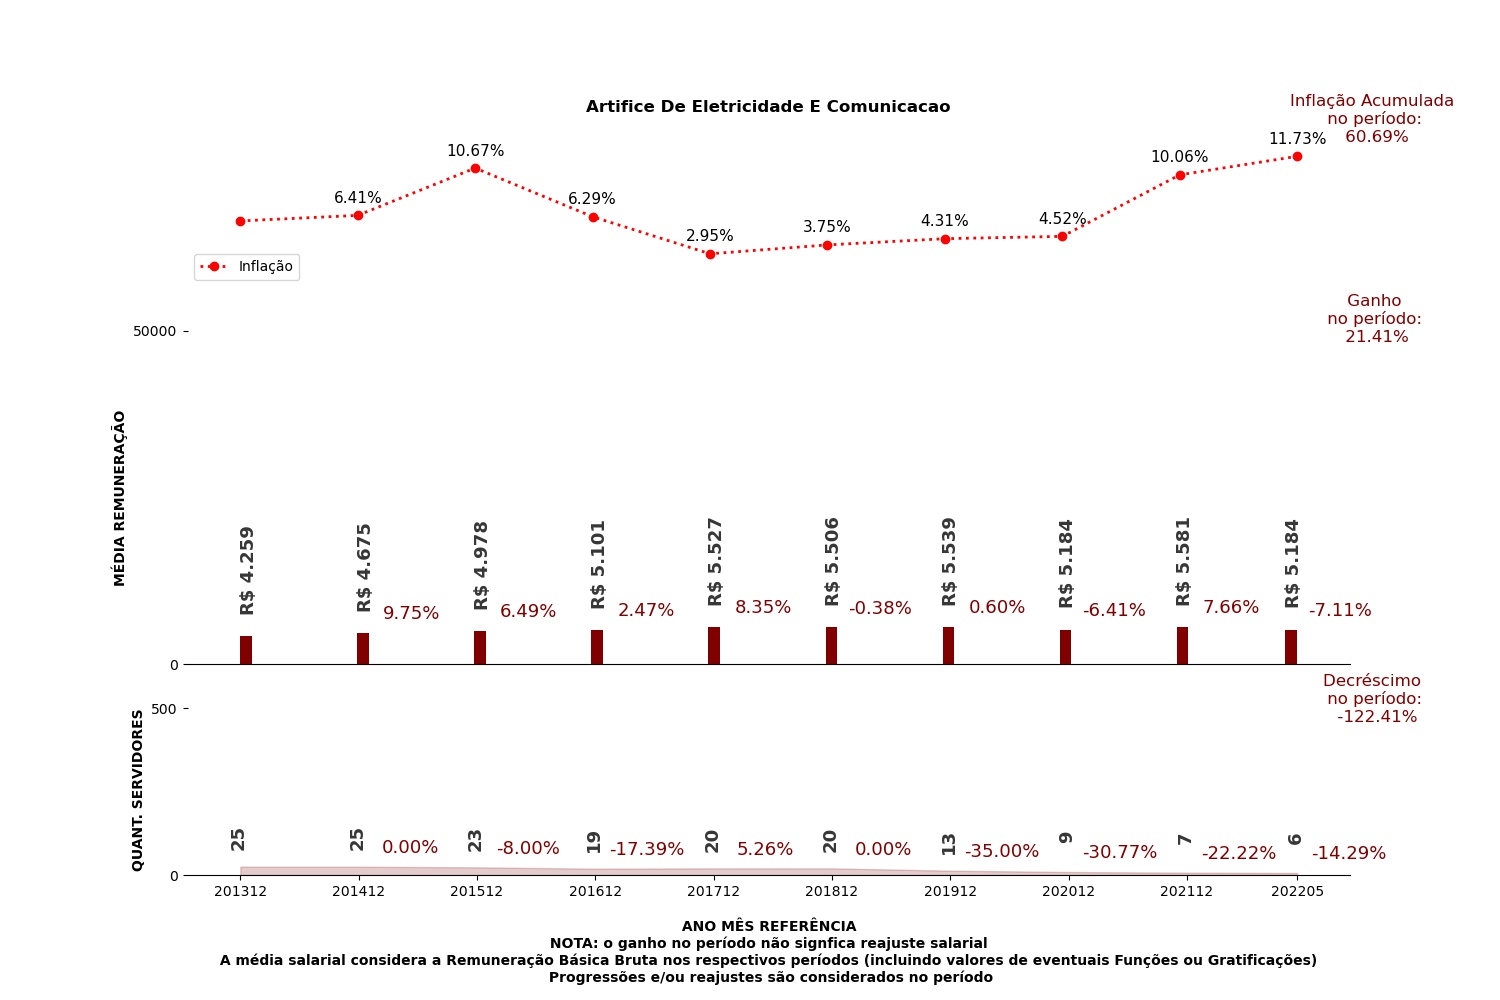 Artifice De Eletricidade E Comunicacao
Inflação Acumulada
no período:
60.69%
6.41%
10.67%
6.29%
2.95%
3.75%
4.31%
4.52%
10.06%
11.73%
Inflação
Ganho
no período:
21.41%
50000
0
MÉDIA REMUNERAÇÃO
R$ 4.259
R$ 4.675
R$ 4.978
R$ 5.101
R$ 5.527
R$ 5.506
R$ 5.539
R$ 5.184
R$ 5.581
R$ 5.184
9.75%
6.49%
2.47%
8.35%
-0.38%
0.60%
-6.41%
7.66%
-7.11%
Decréscimo
no período:
-122.41%
500
0
QUANT. SERVIDORES
25
25
23
19
20
20
13
9
7
6
0.00%
-8.00%
-17.39%
5.26%
0.00%
-35.00%
-30.77%
-22.22%
-14.29%
201312
201412
201512
201612
201712
201812
201912
202012
202112
202205
ANO MÊS REFERÊNCIA
NOTA: o ganho no período não signfica reajuste salarial
A média salarial considera a Remuneração Básica Bruta nos respectivos períodos (incluindo valores de eventuais Funções ou Gratificações)
Progressões e/ou reajustes são considerados no período